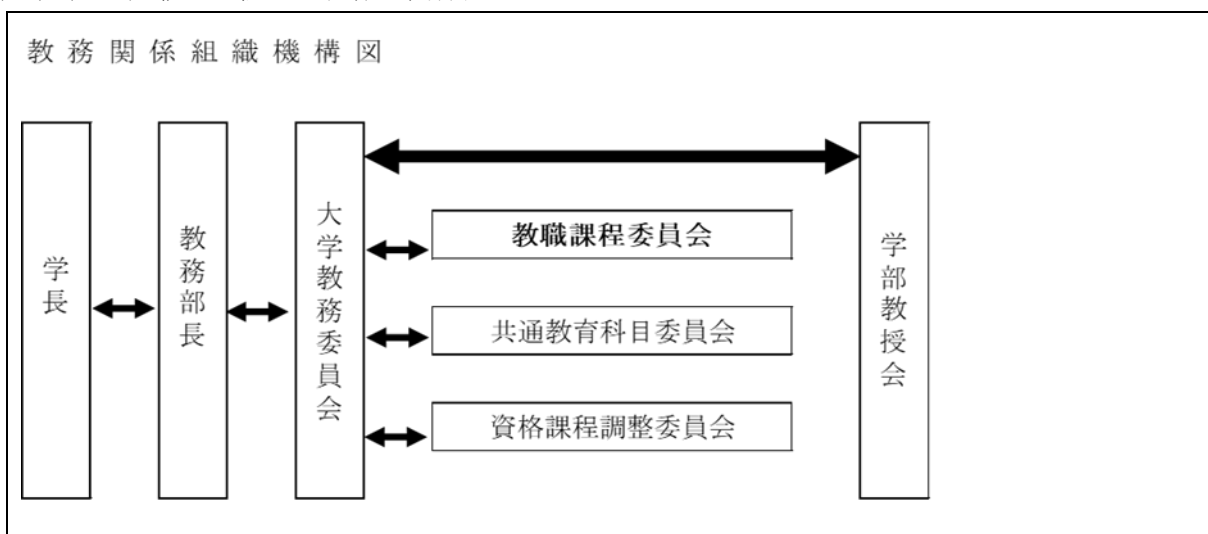 教務関係組織機構図
学長
教務部長
大学教務委員会
教職課程委員会
共通教育科目委員会
資格課程調整委員会
学部教授会